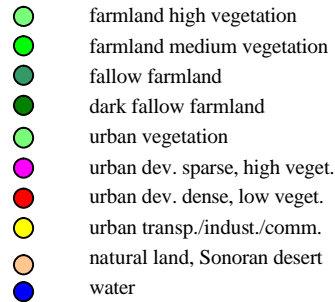 farmland high vegetation
farmland medium vegetation
fallow farmland
dark fallow farmland
urban vegetation
urban dev. sparse, high veget.
urban dev. dense, low veget.
urban transp./indust./comm.
natural land, Sonoran desert
water